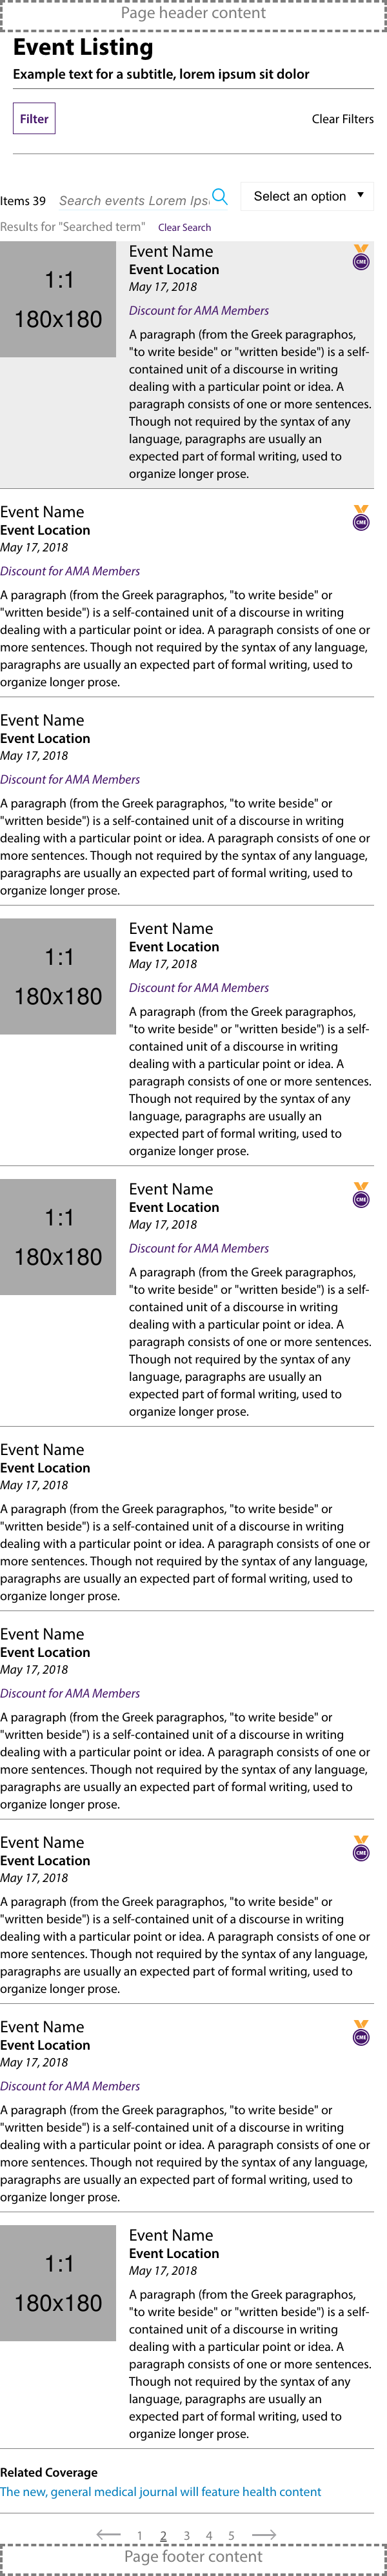 Page header content
Event Listing
Example text for a subtitle, lorem ipsum sit dolor
Filter
Clear Filters
Items 39
Search events Lorem Ips
Select an option
Results for "Searched term" Clear Search
1:1
180x180
Event Name
CME
Event Location
May 17, 2018
Discount for AMA Members
A paragraph (from the Greek paragraphos,
"to write beside" or "written beside") is a self-
contained unit of a discourse in writing
dealing with a particular point or idea. A
paragraph consists of one or more sentences.
Though not required by the syntax of any
language, paragraphs are usually an
expected part of formal writing, used to
organize longer prose.
Event Name
CME
Event Location
May 17, 2018
Discount for AMA Members
A paragraph (from the Greek paragraphos, "to write beside" or
"written beside") is a self-contained unit of a discourse in writing
dealing with a particular point or idea. A paragraph consists of one or
more sentences. Though not required by the syntax of any language,
paragraphs are usually an expected part of formal writing, used to
organize longer prose.
Event Name
Event Location
May 17, 2018
Discount for AMA Members
A paragraph (from the Greek paragraphos, "to write beside" or
"written beside") is a self-contained unit of a discourse in writing
dealing with a particular point or idea. A paragraph consists of one or
more sentences. Though not required by the syntax of any language,
paragraphs are usually an expected part of formal writing, used to
organize longer prose.
1:1
180x180
Event Name
Event Location
May 17, 2018
Discount for AMA Members
A paragraph (from the Greek paragraphos,
"to write beside" or "written beside") is a self-
contained unit of a discourse in writing
dealing with a particular point or idea. A
paragraph consists of one or more sentences.
Though not required by the syntax of any
language, paragraphs are usually an
expected part of formal writing, used to
organize longer prose.
1:1
180x180
Event Name
CME
Event Location
May 17, 2018
Discount for AMA Members
A paragraph (from the Greek paragraphos,
"to write beside" or "written beside") is a self-
contained unit of a discourse in writing
dealing with a particular point or idea. A
paragraph consists of one or more sentences.
Though not required by the syntax of any
language, paragraphs are usually an
expected part of formal writing, used to
organize longer prose.
Event Name
Event Location
May 17, 2018
A paragraph (from the Greek paragraphos, "to write beside" or
"written beside") is a self-contained unit of a discourse in writing
dealing with a particular point or idea. A paragraph consists of one or
more sentences. Though not required by the syntax of any language,
paragraphs are usually an expected part of formal writing, used to
organize longer prose.
Event Name
Event Location
May 17, 2018
Discount for AMA Members
A paragraph (from the Greek paragraphos, "to write beside" or
"written beside") is a self-contained unit of a discourse in writing
dealing with a particular point or idea. A paragraph consists of one or
more sentences. Though not required by the syntax of any language,
paragraphs are usually an expected part of formal writing, used to
organize longer prose.
Event Name
CME
Event Location
May 17, 2018
A paragraph (from the Greek paragraphos, "to write beside" or
"written beside") is a self-contained unit of a discourse in writing
dealing with a particular point or idea. A paragraph consists of one or
more sentences. Though not required by the syntax of any language,
paragraphs are usually an expected part of formal writing, used to
organize longer prose.
Event Name
CME
Event Location
May 17, 2018
Discount for AMA Members
A paragraph (from the Greek paragraphos, "to write beside" or
"written beside") is a self-contained unit of a discourse in writing
dealing with a particular point or idea. A paragraph consists of one or
more sentences. Though not required by the syntax of any language,
paragraphs are usually an expected part of formal writing, used to
organize longer prose.
1:1
180x180
Event Name
Event Location
May 17, 2018
A paragraph (from the Greek paragraphos,
"to write beside" or "written beside") is a self-
contained unit of a discourse in writing
dealing with a particular point or idea. A
paragraph consists of one or more sentences.
Though not required by the syntax of any
language, paragraphs are usually an
expected part of formal writing, used to
organize longer prose.
Related Coverage
The new, general medical journal will feature health content
1 2 3 4 5
Page footer content